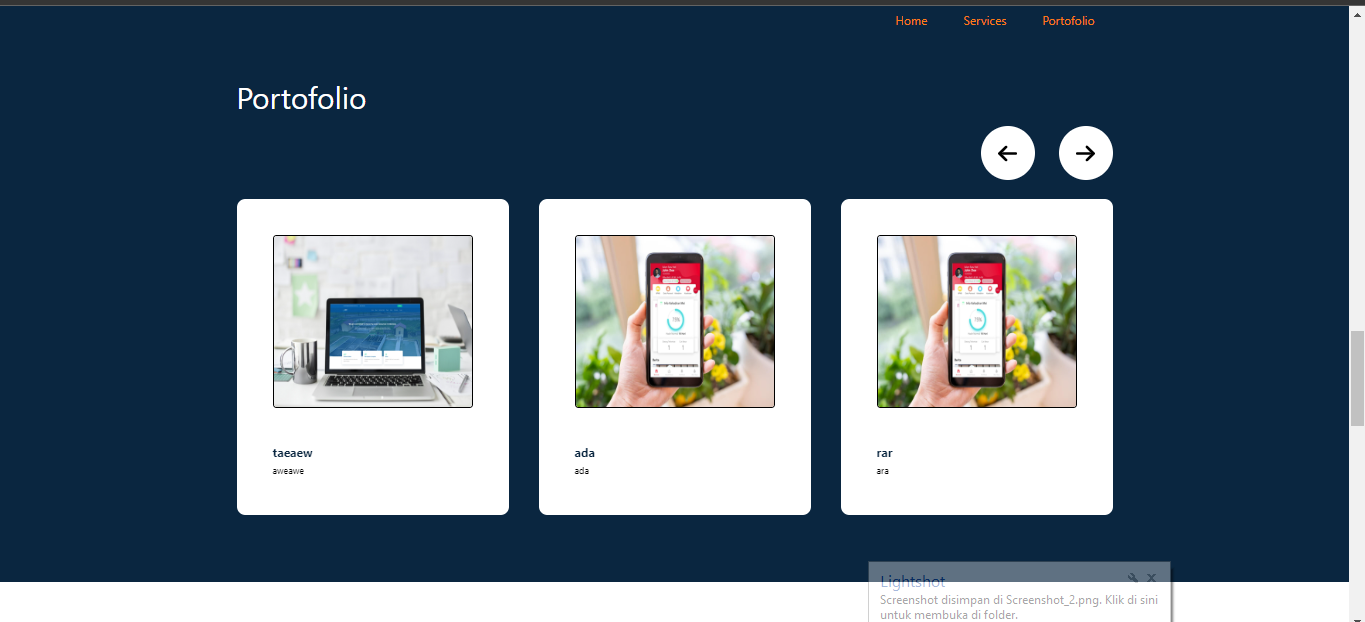 Home Services Portofolio
Portofolio
taeaew
aweawe
ada
ada
rar
ara
Lightshot
Screenshot disimpan di Screenshot_2.png. Klik di sini
untuk membuka di folder.